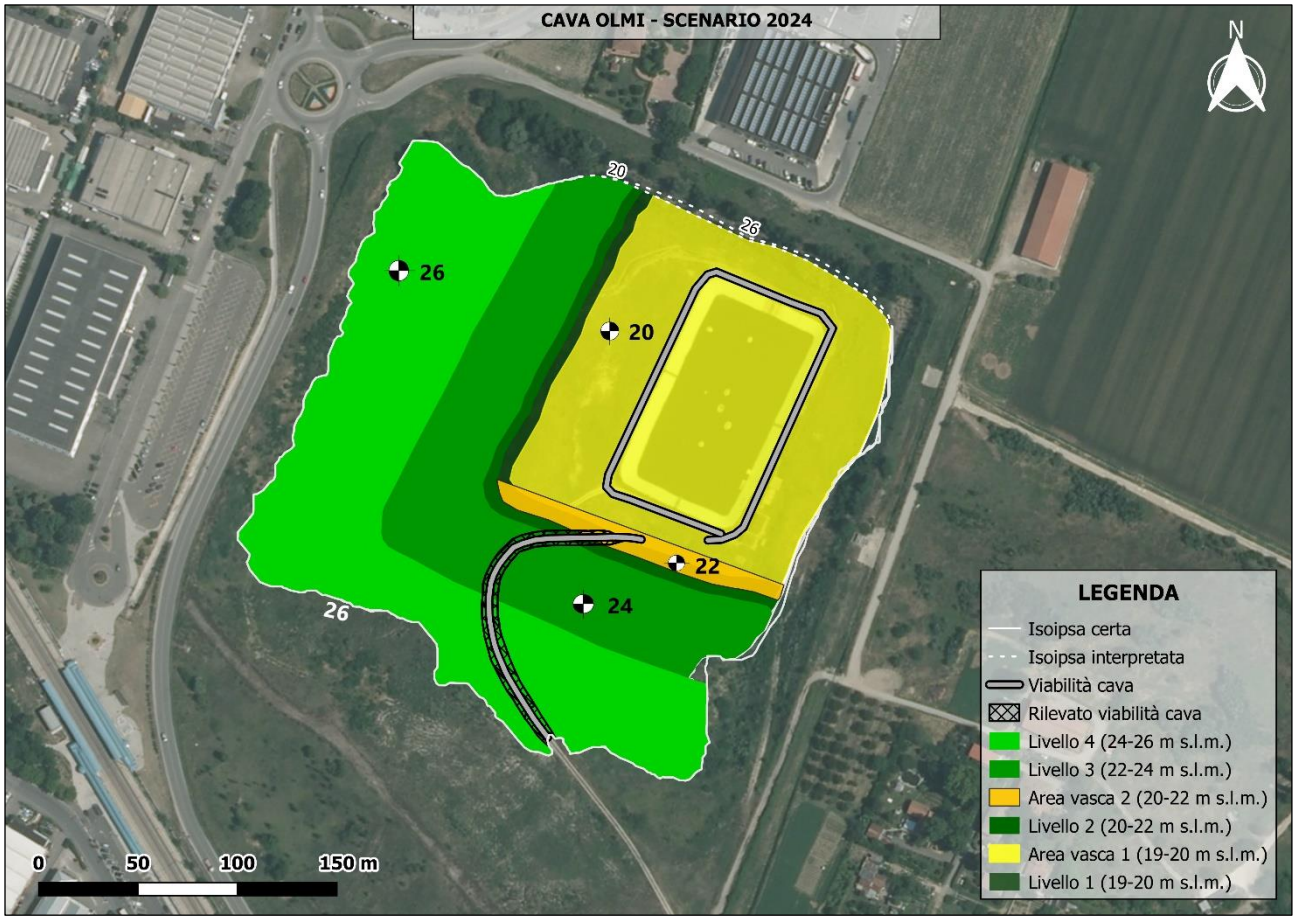 CAVA OLMI - SCENARIO 2024
N
20
26
26
20
22
24
26
LEGENDA
Isoipsa certa
Isoipsa interpretata
Viabilità cava
Rilevato viabilità cava
Livello 4 (24-26 m s.l.m.)
Livello 3 (22-24 m s.l.m.)
Area vasca 2 (20-22 m s.l.m.)
Livello 2 (20-22 m s.l.m.)
Area vasca 1 (19-20 m s.l.m.)
Livello 1 (19-20 m s.l.m.)
0 50 100 150 m